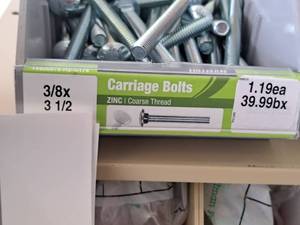 3/8x
3 1/2
Carriage Bolts
ZINC | Coarse Thread
1.19ea
39.99bx